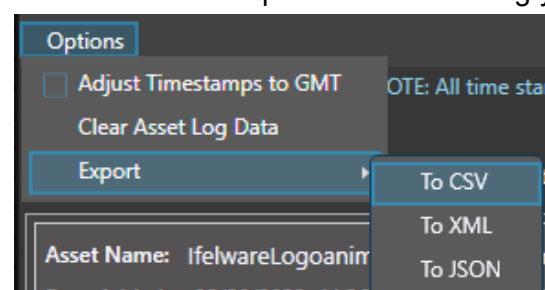 Options
Adjust Timestamps to GMT
OTE: All time sta
Clear Asset Log Data
Export
To CSV
To XML
To JSON
Asset Name: IfelwareLogoanim